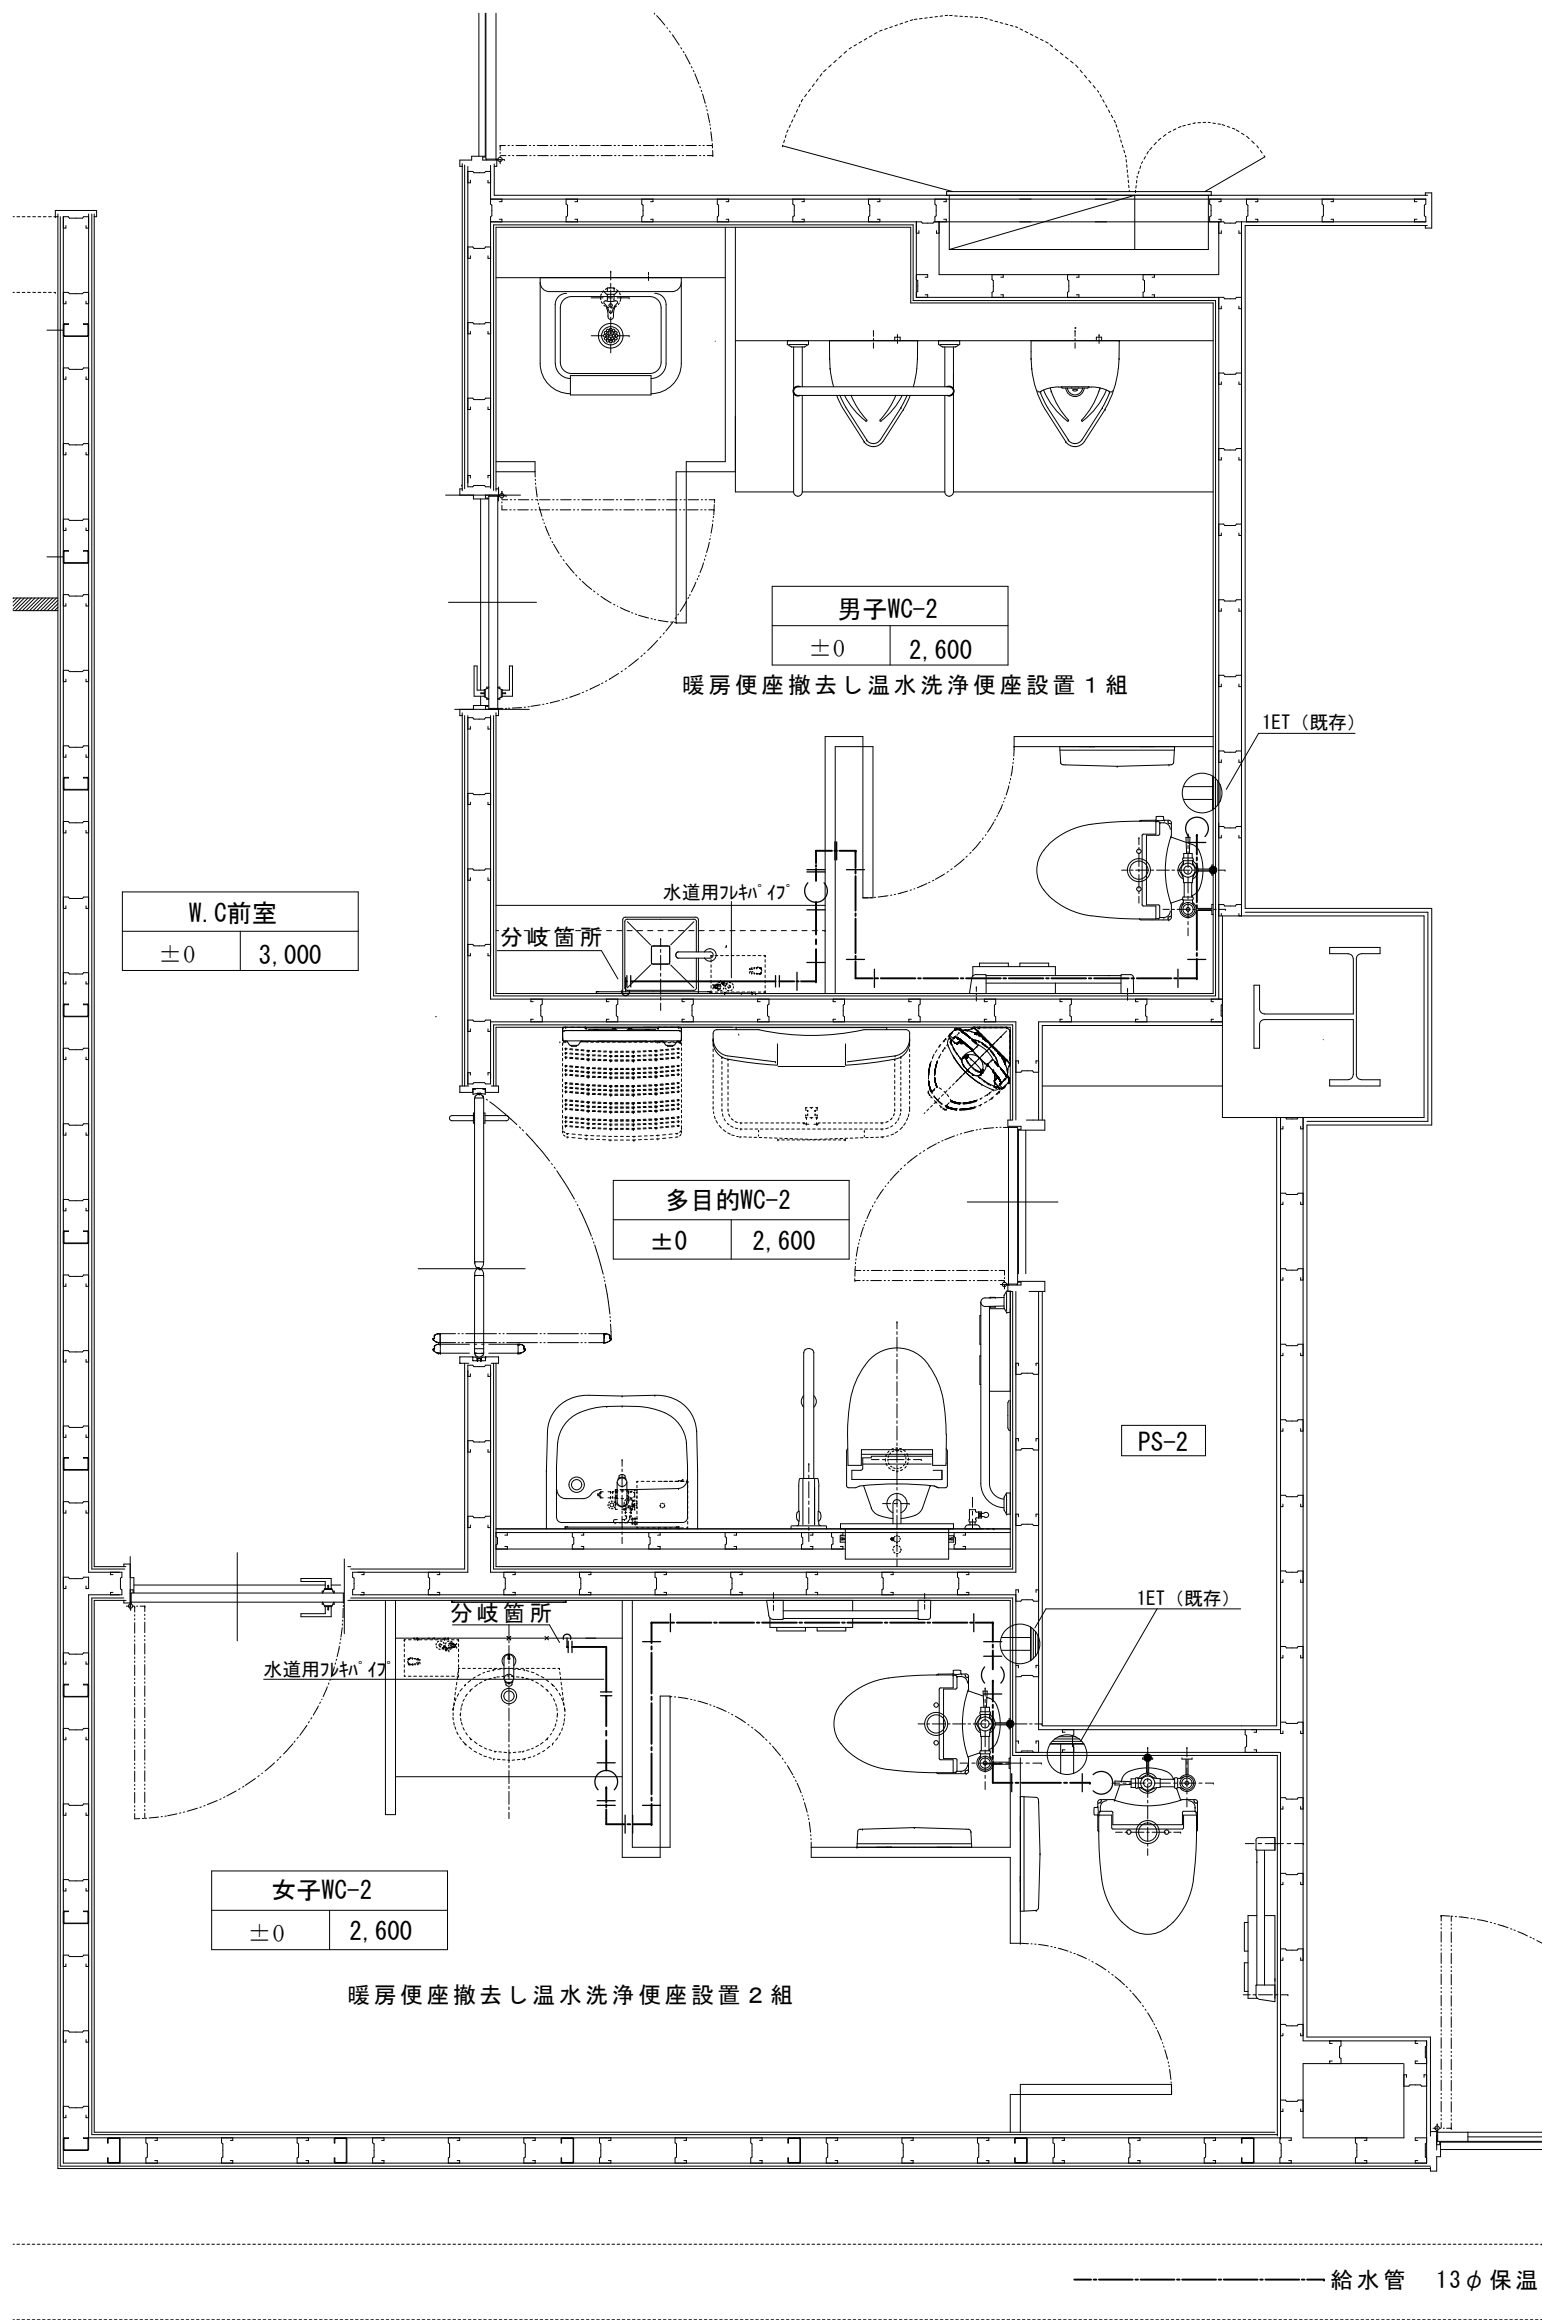 男子WC-2
±0 2,600
暖房便座撤去し温水洗浄便座設置１組
1ET（既存）
水道用ﾌﾚｷﾊﾟｲﾌﾟ
分岐箇所
W.C前室
±0 3,000
多目的WC-2
±0 2,600
PS-2
1ET（既存）
分岐箇所
水道用ﾌﾚｷﾊﾟｲﾌﾟ
女子WC-2
±0 2,600
暖房便座撤去し温水洗浄便座設置２組
給水管 13φ保温